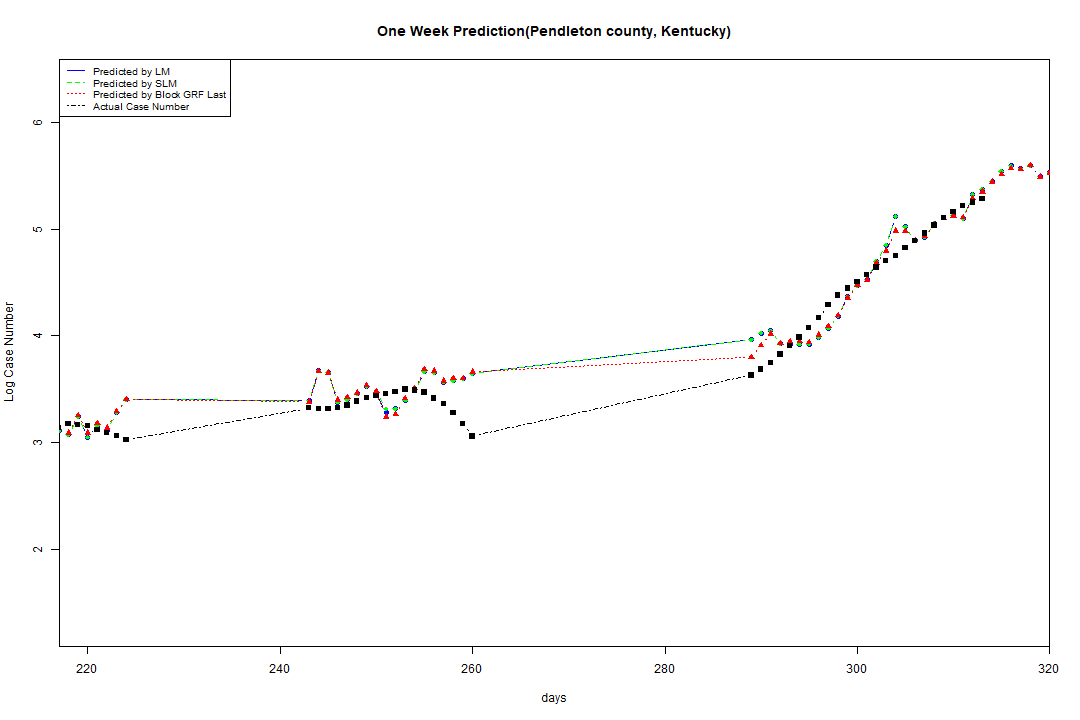 One Week Prediction(Pendleton county, Kentucky)
Predicted by LM
Predicted by SLM
Predicted by Block GRF Last
Actual Case Number
6
5
4
3
2
Log Case Number
220 240 260 280 300 320
days